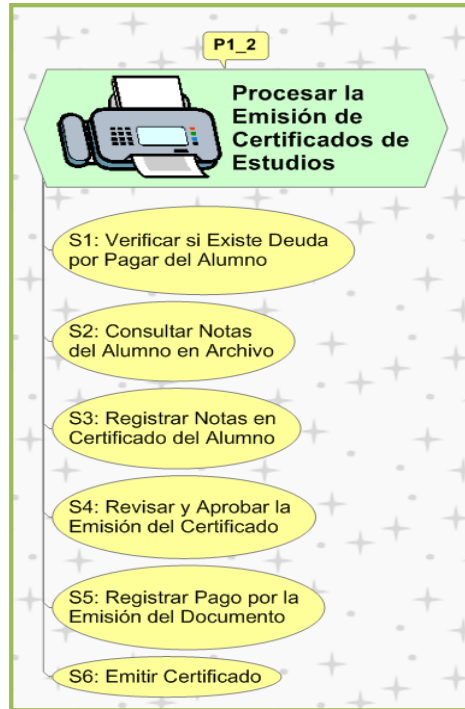 P1_2
Procesar la
Emisión de
Certificados de
Estudios
S1: Verificar si Existe Deuda
por Pagar del Alumno
S2: Consultar Notas
del Alumno en Archivo
S3: Registrar Notas en
Certificado del Alumno
S4: Revisar y Aprobar la
Emisión del Certificado
S5: Registrar Pago por la
Emisión del Documento
S6: Emitir Certificado